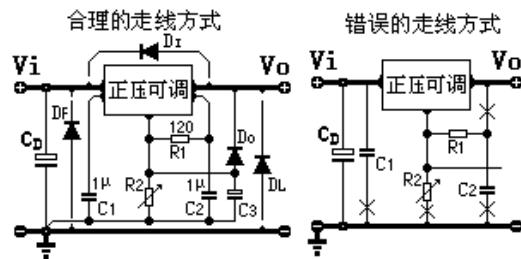 合理的走线方式
错误的走线方式
DI
Vi
Vo
Vi
Vo
正压可调
正压可调
DF
120
R1
DO
CD
CD
C1
R1
1μ
R2
1μ
DL
R2
C2
C1
C2
C3